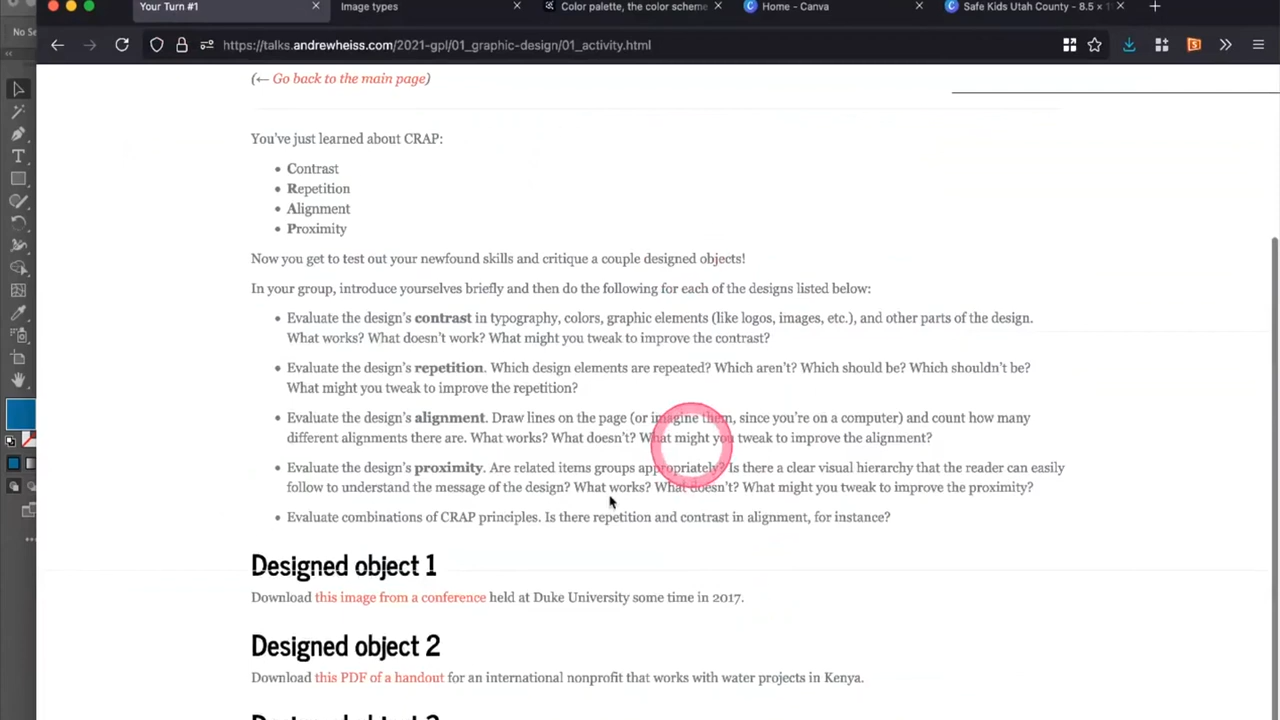 Your Turn #1
Image types
Color palette, the color scheme
Home - Canva
Safe Kids Utah County - 8.5 × 1
No Se
https://talks.andrewheiss.com/2021-gpl/01_graphic-design/01_activity.html
(← Go back to the main page)
You've just learned about CRAP:
• Contrast
• Repetition
• Alignment
• Proximity
Now you get to test out your newfound skills and critique a couple designed objects!
In your group, introduce yourselves briefly and then do the following for each of the designs listed below:
• Evaluate the design's contrast in typography, colors, graphic elements (like logos, images, etc.), and other parts of the design.
What works? What doesn't work? What might you tweak to improve the contrast?
• Evaluate the design's repetition. Which design elements are repeated? Which aren't? Which should be? Which shouldn't be?
What might you tweak to improve the repetition?
• Evaluate the design's alignment. Draw lines on the page (or imagine them, since you're on a computer) and count how many
different alignments there are. What works? What doesn't? What might you tweak to improve the alignment?
• Evaluate the design's proximity. Are related items groups appropriately? Is there a clear visual hierarchy that the reader can easily
follow to understand the message of the design? What works? What doesn't? What might you tweak to improve the proximity?
• Evaluate combinations of CRAP principles. Is there repetition and contrast in alignment, for instance?
Designed object 1
Download this image from a conference held at Duke University some time in 2017.
Designed object 2
Download this PDF of a handout for an international nonprofit that works with water projects in Kenya.
Designed object 3